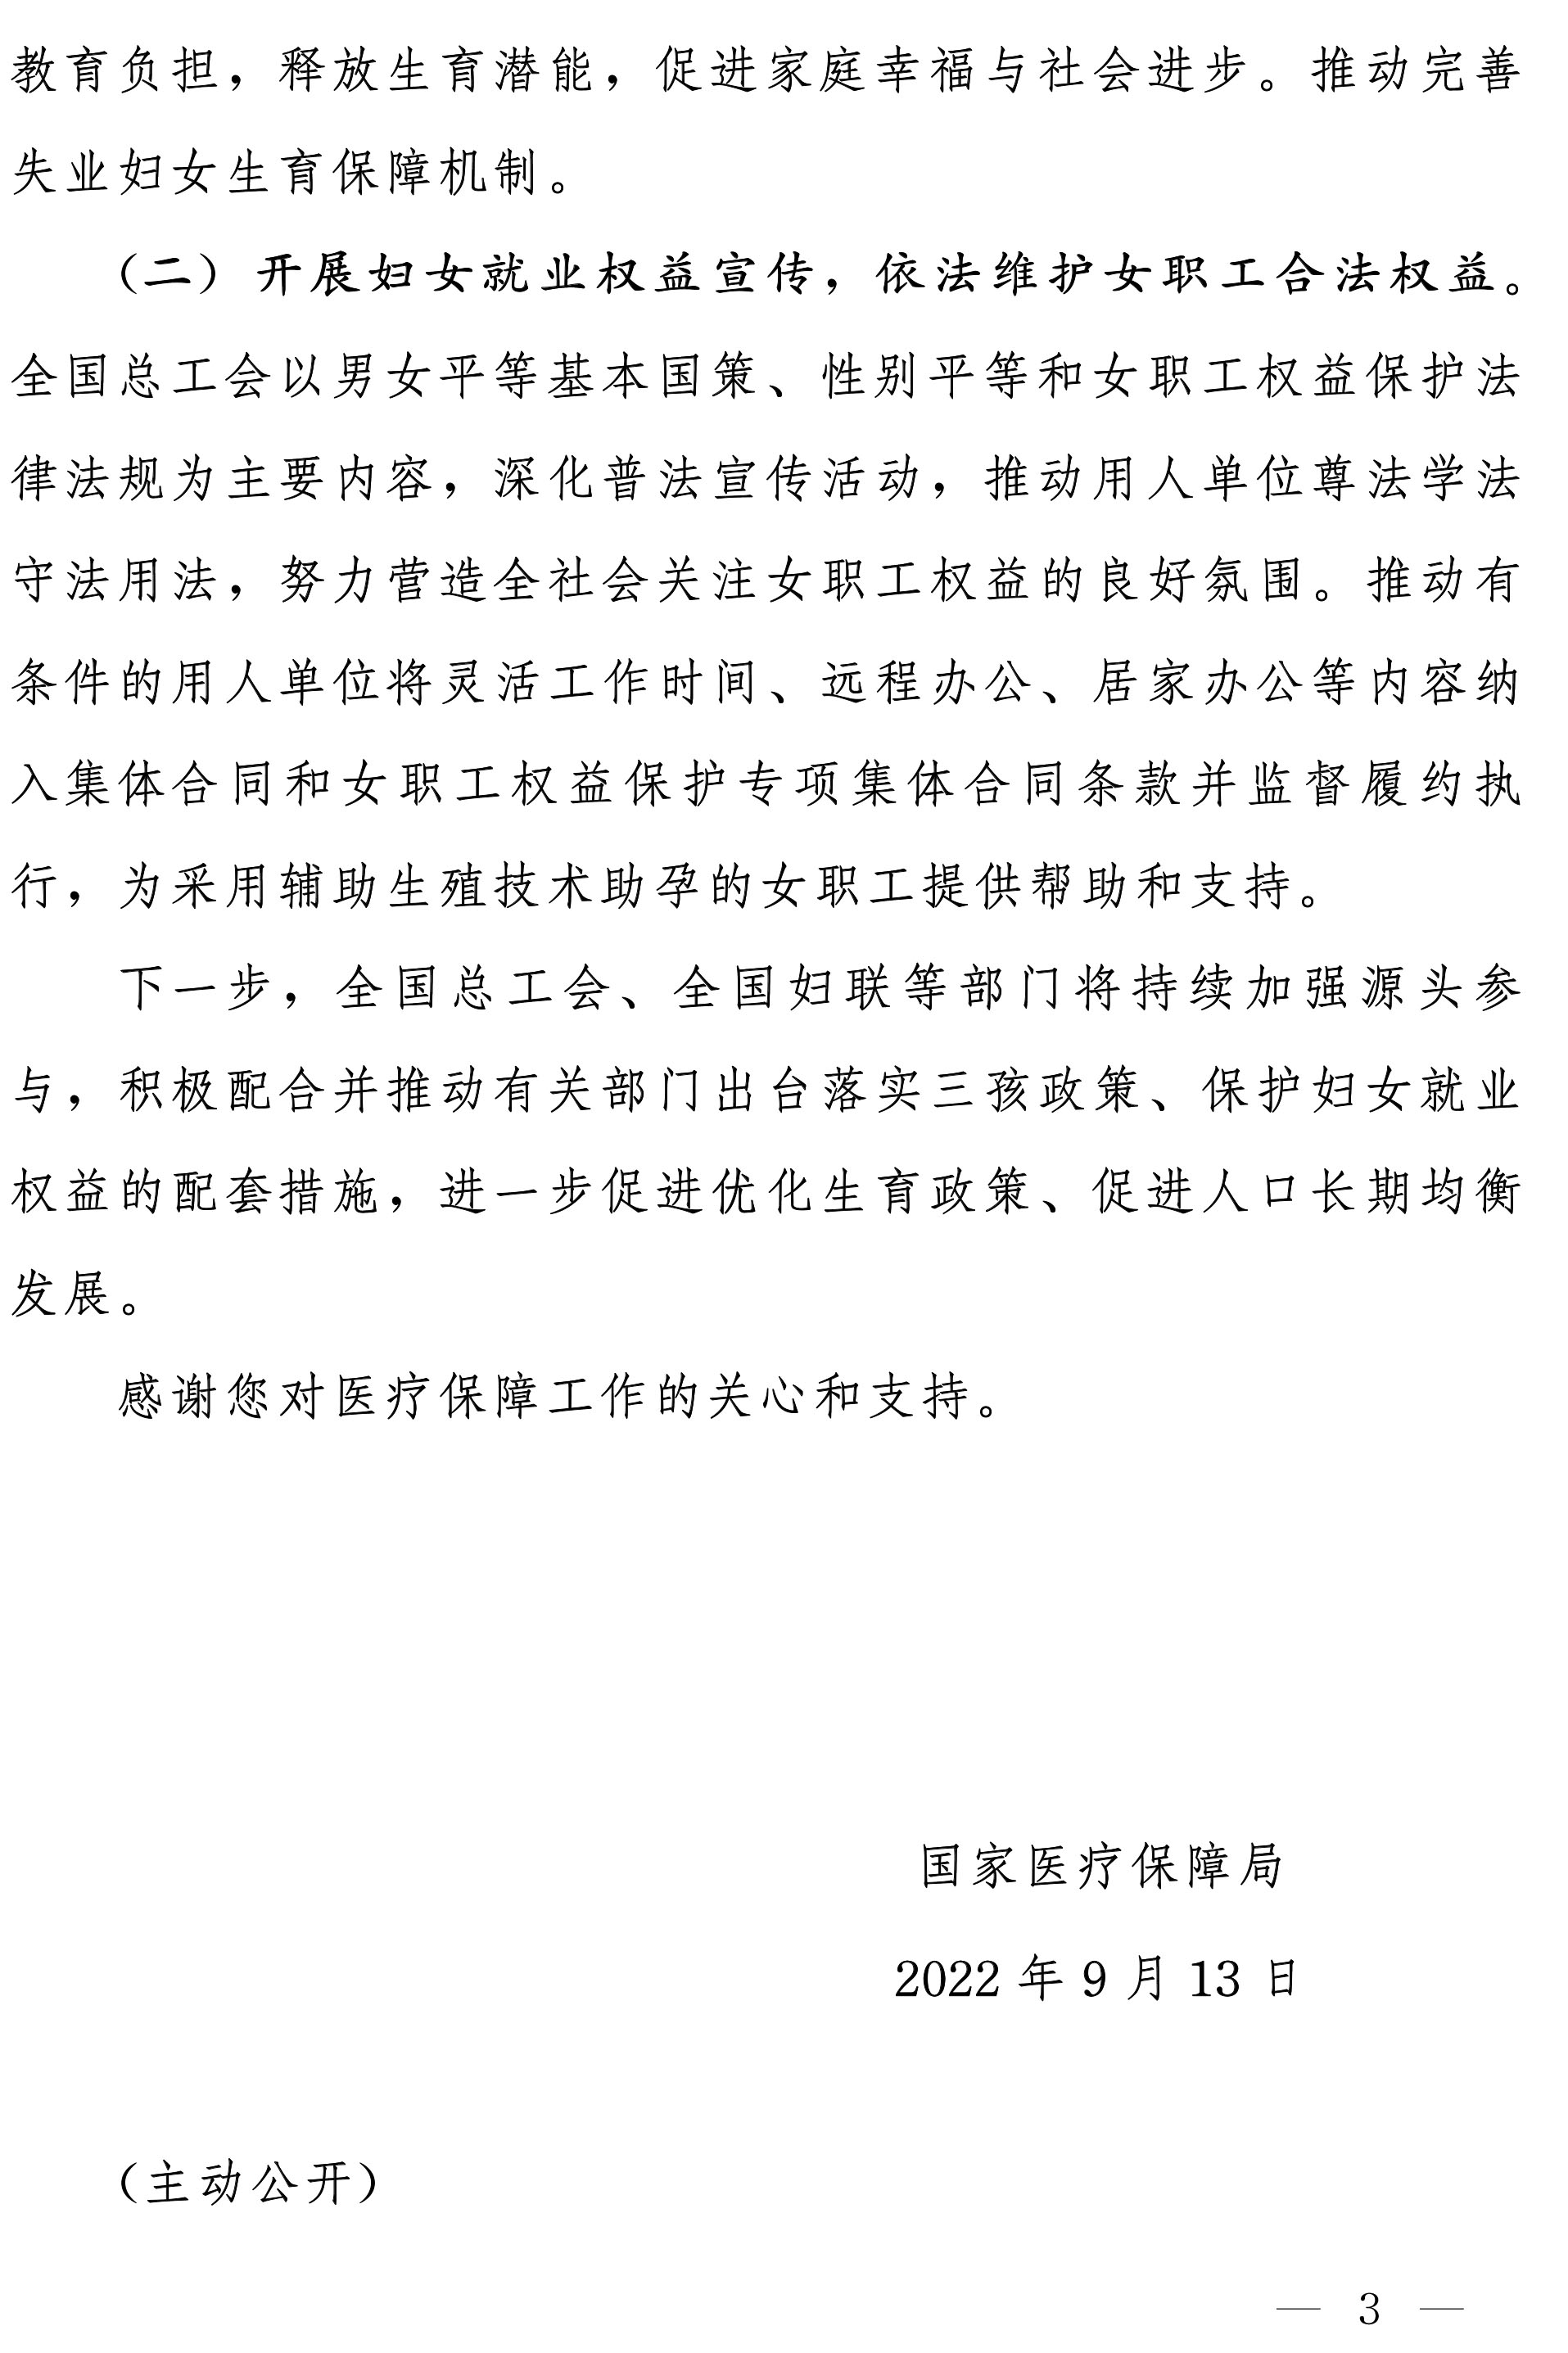 教育负担，释放生育潜能，促进家庭幸福与社会进步。推动完善
失业妇女生育保障机制。
（二）开展妇女就业权益宣传，依法维护女职工合法权益。
全国总工会以男女平等基本国策、性别平等和女职工权益保护法
律法规为主要内容，深化普法宣传活动，推动用人单位尊法学法
守法用法，努力营造全社会关注女职工权益的良好氛围。推动有
条件的用人单位将灵活工作时间、远程办公、居家办公等内容纳
入集体合同和女职工权益保护专项集体合同条款并监督履约执
行，为采用辅助生殖技术助孕的女职工提供帮助和支持。
下一步，全国总工会、全国妇联等部门将持续加强源头参
与，积极配合并推动有关部门出台落实三孩政策、保护妇女就业
权益的配套措施，进一步促进优化生育政策、促进人口长期均衡
发展。
感谢您对医疗保障工作的关心和支持。
国家医疗保障局
2022 年 9 月 13 日
（主动公开）
— 3 —